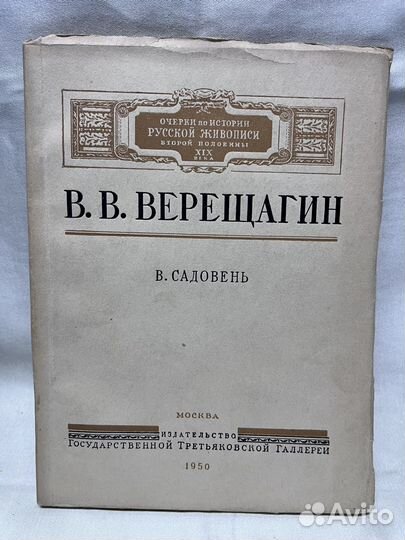 ОЧЕРКИ ПО ИСТОРИИ
РУССКОЙ ЖИВОПИСИ
ВТОРОЙ ПОЛОВИНЫ
XIX
ВЕКА
В. В. ВЕРЕЩАГИН
В. САДОВЕНЬ
МОСКВА
ИЗДАТЕЛЬСТВО
ГОСУДАРСТВЕННОЙ ТРЕТЬЯКОВСКОЙ ГАЛЛЕРЕИ
1950
Avito